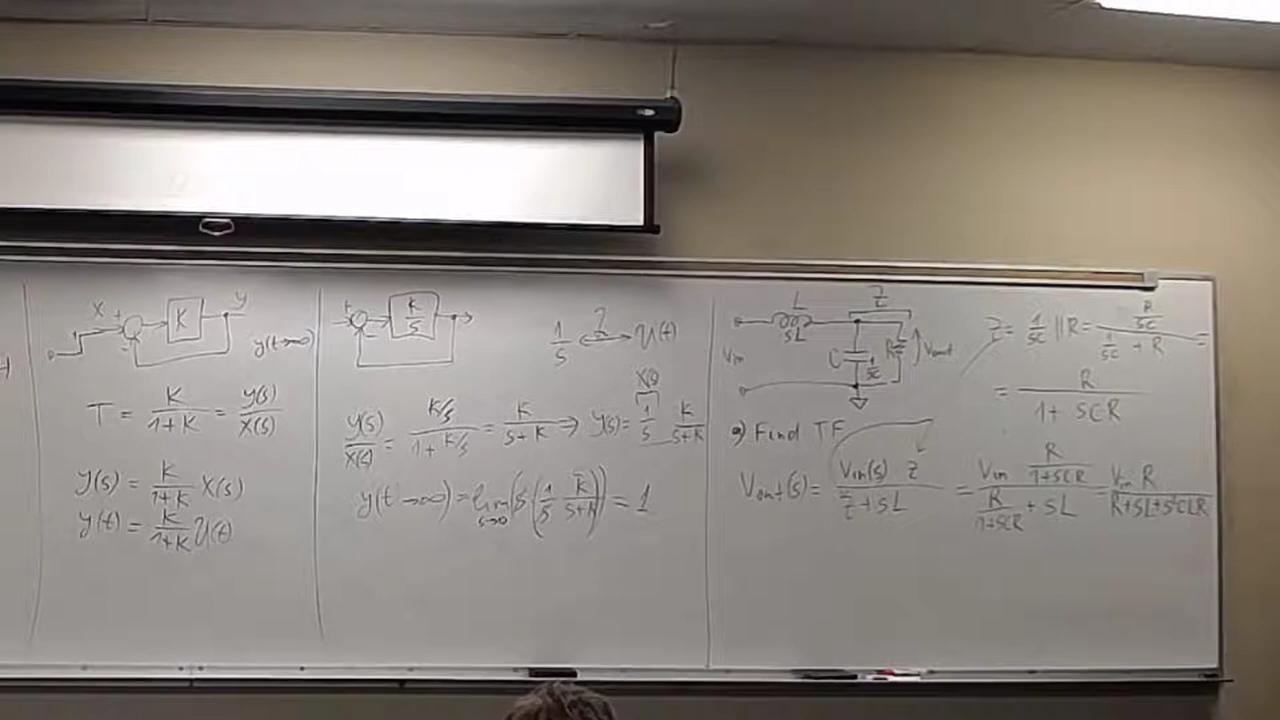 X + K y
y(t→∞)
T = K/(1+K) = y(s)/X(s)
y(s) = K/(1+K) X(s)
y(t) = K/(1+K) U(t)
K/S
1/S ↔ U(t)
y(s)/X(s) = (K/S)/(1+K/S) = K/(S+K) ⇒ y(s) = 1/S K/(S+K)
X(s)
y(t→∞) = lim s→0 (S(1/S K/(S+K))) = 1
L Z
SL
Vin C 1/SC R Vout
Z = 1/SC || R = (R/SC)/(1/SC + R) =
= R/(1+SCR)
a) Find TF
Vout(s) = Vin(s) Z/(Z+SL) = (Vin R/(1+SCR))/(R/(1+SCR) + SL) = Vin R/(R+SL+S²CLR)